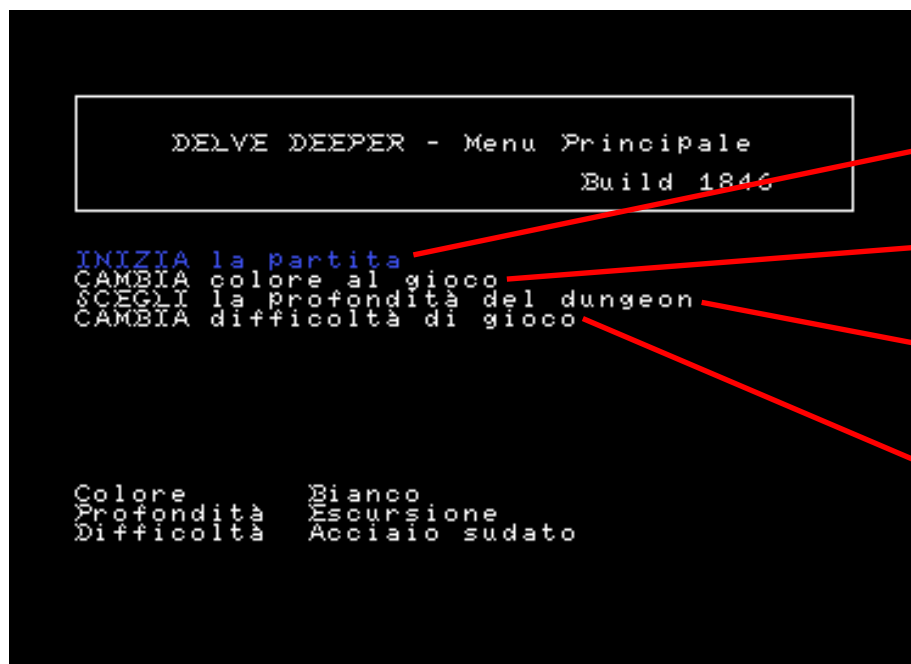 DELVE DEEPER - Menu Principale
Build 1846
INIZIA la partita
CAMBIA colore al gioco
SCEGLI la profondità del dungeon
CAMBIA difficoltà di gioco
Colore Bianco
Profondità Escursione
Difficoltà Acciaio sudato